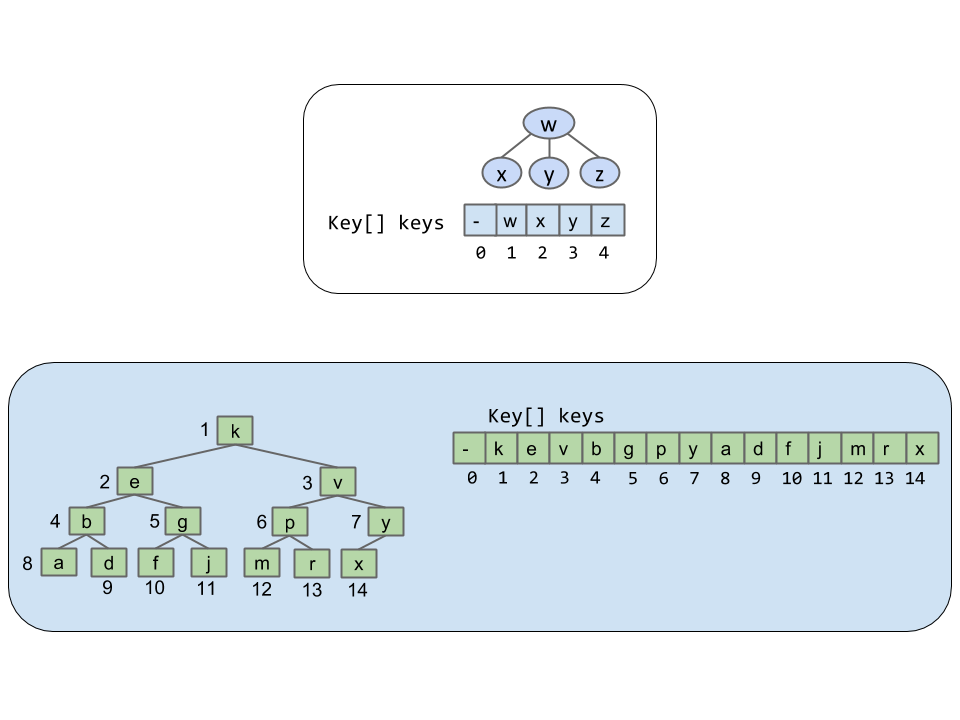 w
x y z
Key[] keys - w x y z
0 1 2 3 4
Key[] keys
1 k
- k e v b g p y a d f j m r x
0 1 2 3 4 5 6 7 8 9 10 11 12 13 14
2 e 3 v
4 b 5 g 6 p 7 y
8 a d f j m r x
9 10 11 12 13 14